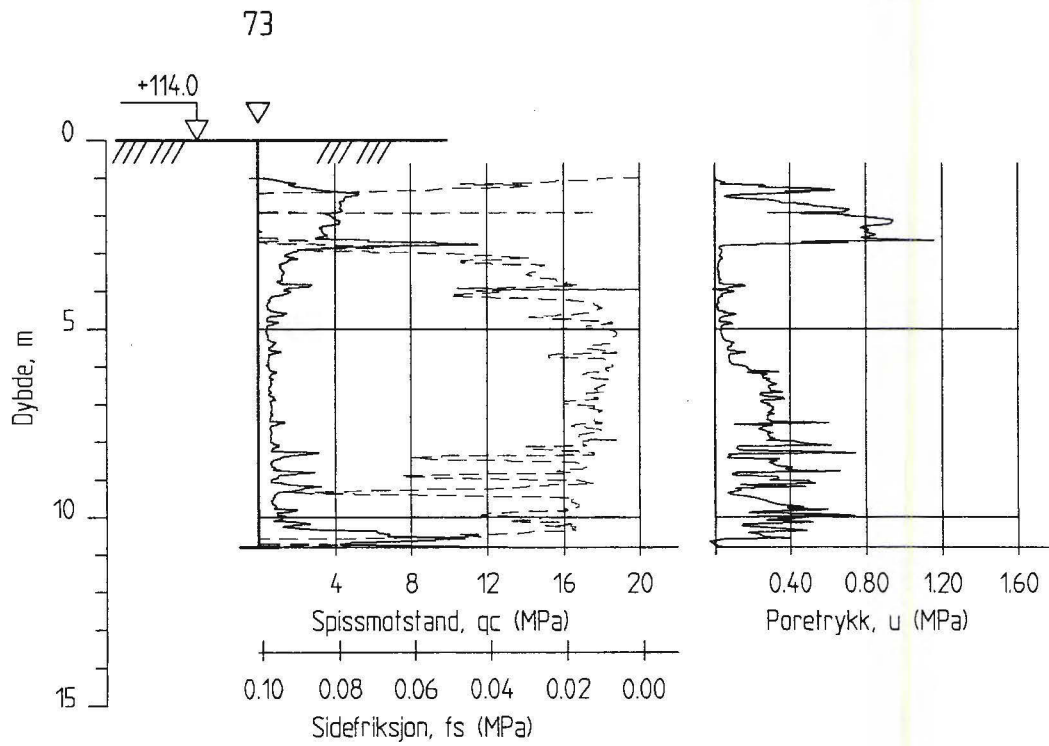 73
+114.0
0
5
10
15
Dybde, m
4 8 12 16 20
Spissmotstand, qc (MPa)
0.10 0.08 0.06 0.04 0.02 0.00
Sidefriksjon, fs (MPa)
0.40 0.80 1.20 1.60
Poretrykk, u (MPa)